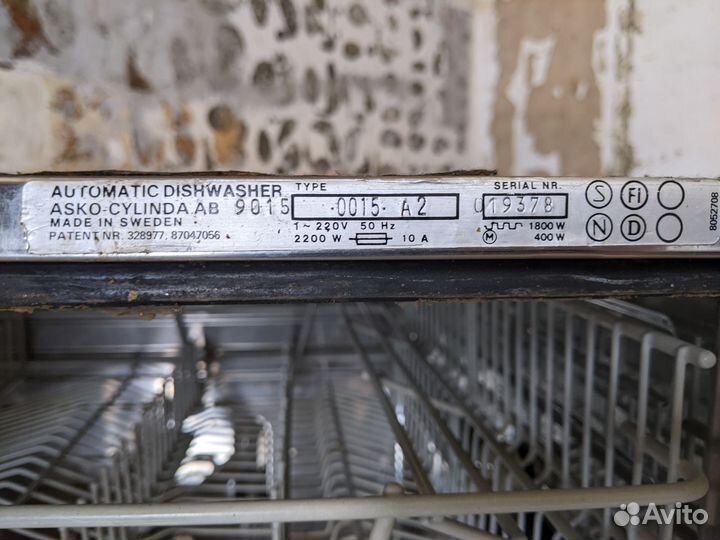 AUTOMATIC DISHWASHER TYPE SERIAL NR. S Fi
ASKO-CYLINDA AB 9015 0015 A2 019378
MADE IN SWEDEN 1~220V 50 Hz 1800 W N D
PATENT NR. 328977. 87047056 2200 W 10 A M 400 W
8052708
Avito